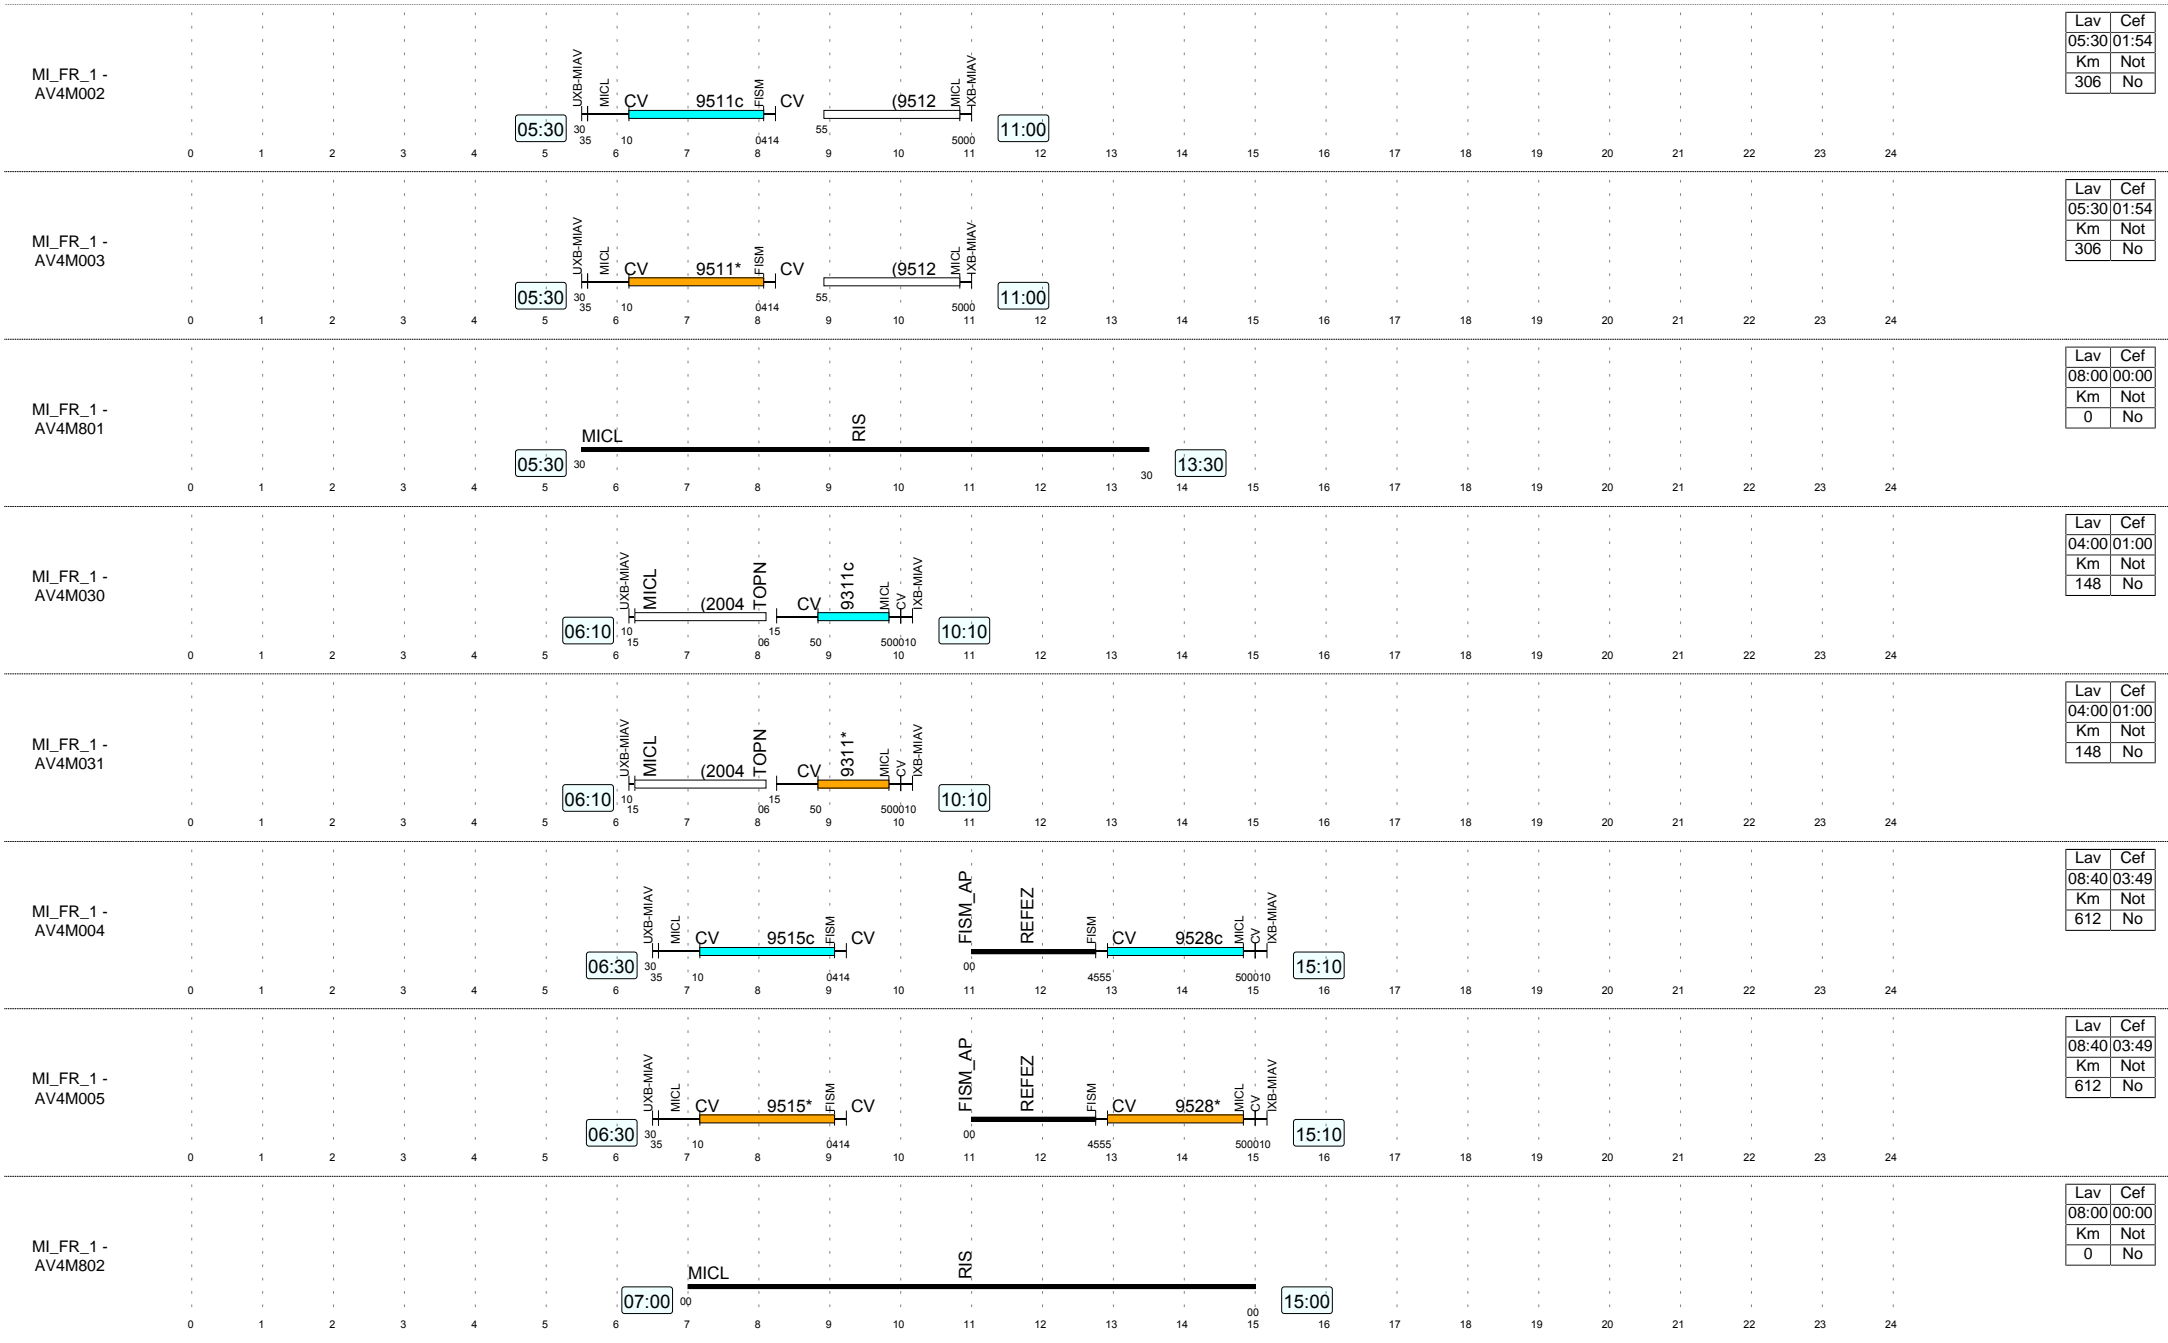 MI_FR_1 -
AV4M002
UXB-MIAV MICL CV 9511c FISM CV (9512 MICL IXB-MIAV
05:30 30 35 10 0414 55 5000 11:00
0 1 2 3 4 5 6 7 8 9 10 11 12 13 14 15 16 17 18 19 20 21 22 23 24
Lav Cef
05:30 01:54
Km Not
306 No
MI_FR_1 -
AV4M003
UXB-MIAV MICL CV 9511* FISM CV (9512 MICL IXB-MIAV
05:30 30 35 10 0414 55 5000 11:00
0 1 2 3 4 5 6 7 8 9 10 11 12 13 14 15 16 17 18 19 20 21 22 23 24
Lav Cef
05:30 01:54
Km Not
306 No
MI_FR_1 -
AV4M801
MICL RIS
05:30 30 30 13:30
0 1 2 3 4 5 6 7 8 9 10 11 12 13 14 15 16 17 18 19 20 21 22 23 24
Lav Cef
08:00 00:00
Km Not
0 No
MI_FR_1 -
AV4M030
UXB-MIAV MICL (2004 TOPN CV 9311c MICL CV IXB-MIAV
06:10 10 15 06 15 50 500010 10:10
0 1 2 3 4 5 6 7 8 9 10 11 12 13 14 15 16 17 18 19 20 21 22 23 24
Lav Cef
04:00 01:00
Km Not
148 No
MI_FR_1 -
AV4M031
UXB-MIAV MICL (2004 TOPN CV 9311* MICL CV IXB-MIAV
06:10 10 15 06 15 50 500010 10:10
0 1 2 3 4 5 6 7 8 9 10 11 12 13 14 15 16 17 18 19 20 21 22 23 24
Lav Cef
04:00 01:00
Km Not
148 No
MI_FR_1 -
AV4M004
UXB-MIAV MICL CV 9515c FISM CV FISM_AP REFEZ FISM CV 9528c MICL CV IXB-MIAV
06:30 30 35 10 0414 00 4555 500010 15:10
0 1 2 3 4 5 6 7 8 9 10 11 12 13 14 15 16 17 18 19 20 21 22 23 24
Lav Cef
08:40 03:49
Km Not
612 No
MI_FR_1 -
AV4M005
UXB-MIAV MICL CV 9515* FISM CV FISM_AP REFEZ FISM CV 9528* MICL CV IXB-MIAV
06:30 30 35 10 0414 00 4555 500010 15:10
0 1 2 3 4 5 6 7 8 9 10 11 12 13 14 15 16 17 18 19 20 21 22 23 24
Lav Cef
08:40 03:49
Km Not
612 No
MI_FR_1 -
AV4M802
MICL RIS
07:00 00 00 15:00
0 1 2 3 4 5 6 7 8 9 10 11 12 13 14 15 16 17 18 19 20 21 22 23 24
Lav Cef
08:00 00:00
Km Not
0 No